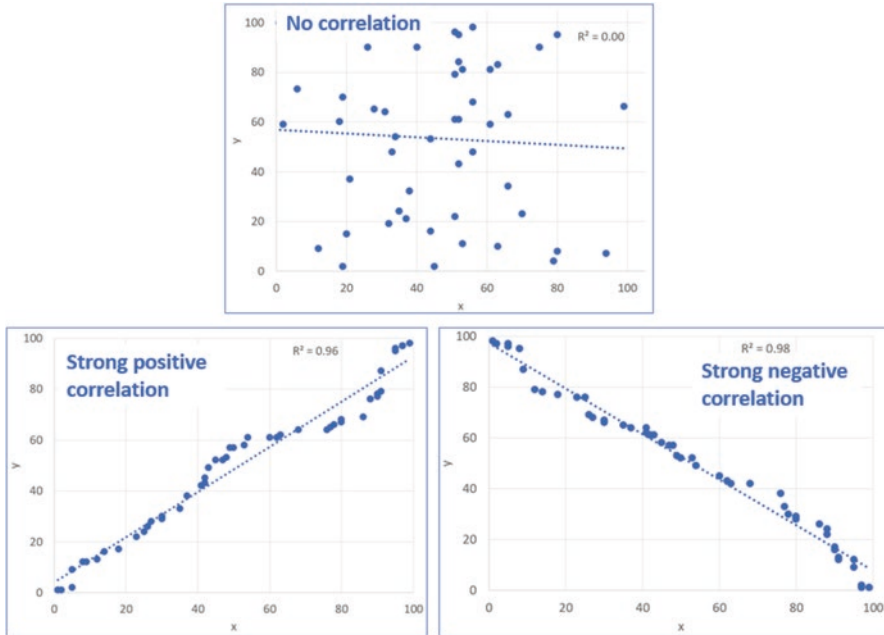 No correlation
R² = 0.00
100
80
60
40
20
0
y
0 20 40 60 80 100
x
Strong positive
correlation
R² = 0.96
100
80
60
40
20
0
y
0 20 40 60 80 100
x
R² = 0.98
Strong negative
correlation
100
80
60
40
20
0
y
0 20 40 60 80 100
x